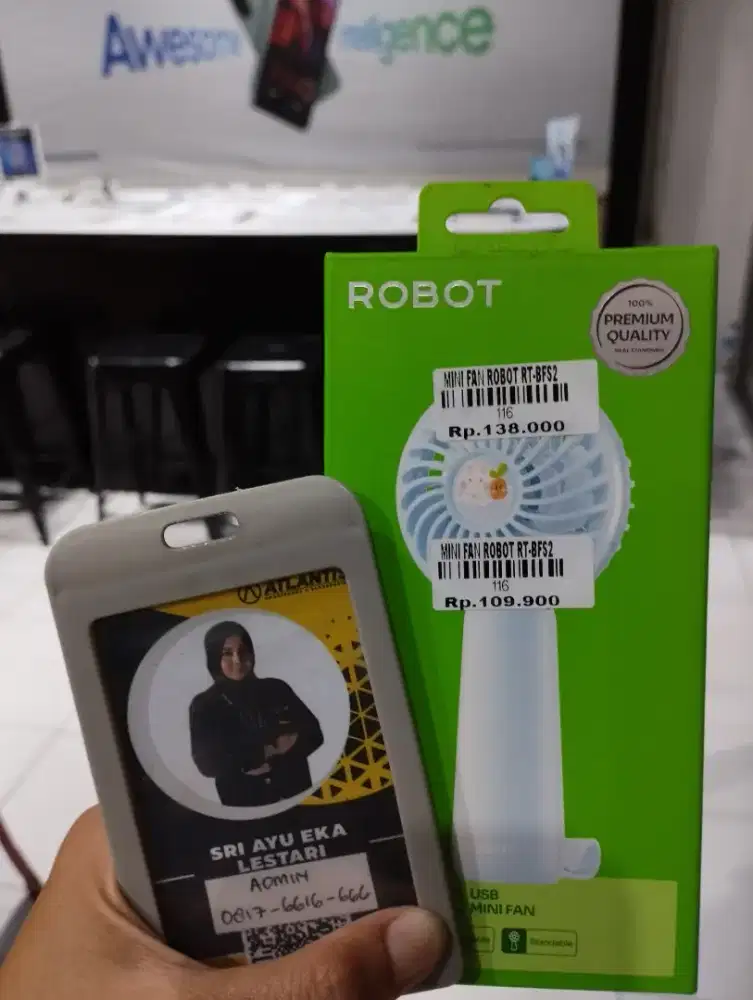 Awesome
ROBOT
100%
PREMIUM
QUALITY
MINI FAN ROBOT RT-BFS2
116
Rp.138.000
MINI FAN ROBOT RT-BFS2
116
Rp.109.900
ATLANTIS
SRI AYU EKA
LESTARI
ADMIN
0817-6616-666
USB
MINI FAN